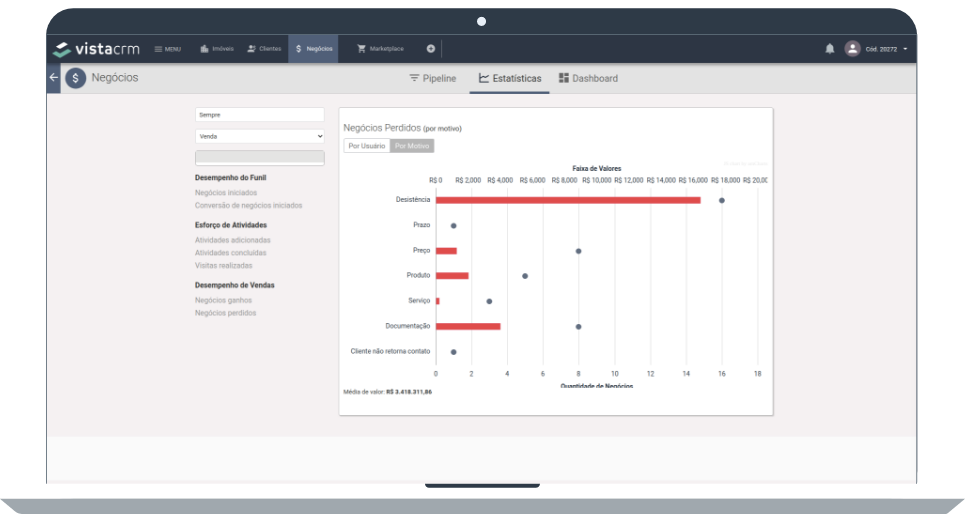 vistacrm
MENU
Imóveis
Clientes
$ Negócios
Marketplace
Cód. 20272
$ Negócios
Pipeline
Estatísticas
Dashboard
Sempre
Venda
Desempenho do Funil
Negócios iniciados
Conversão de negócios iniciados
Esforço de Atividades
Atividades adicionadas
Atividades concluídas
Visitas realizadas
Desempenho de Vendas
Negócios ganhos
Negócios perdidos
Negócios Perdidos (por motivo)
Por Usuário Por Motivo
Faixa de Valores
R$ 0 R$ 2,000 R$ 4,000 R$ 6,000 R$ 8,000 R$ 10,000 R$ 12,000 R$ 14,000 R$ 16,000 R$ 18,000 R$ 20,00
Desistência
Prazo
Preço
Produto
Serviço
Documentação
Cliente não retorna contato
0 2 4 6 8 10 12 14 16 18
Quantidade de Negócios
Média de valor: R$ 3.418.311,86